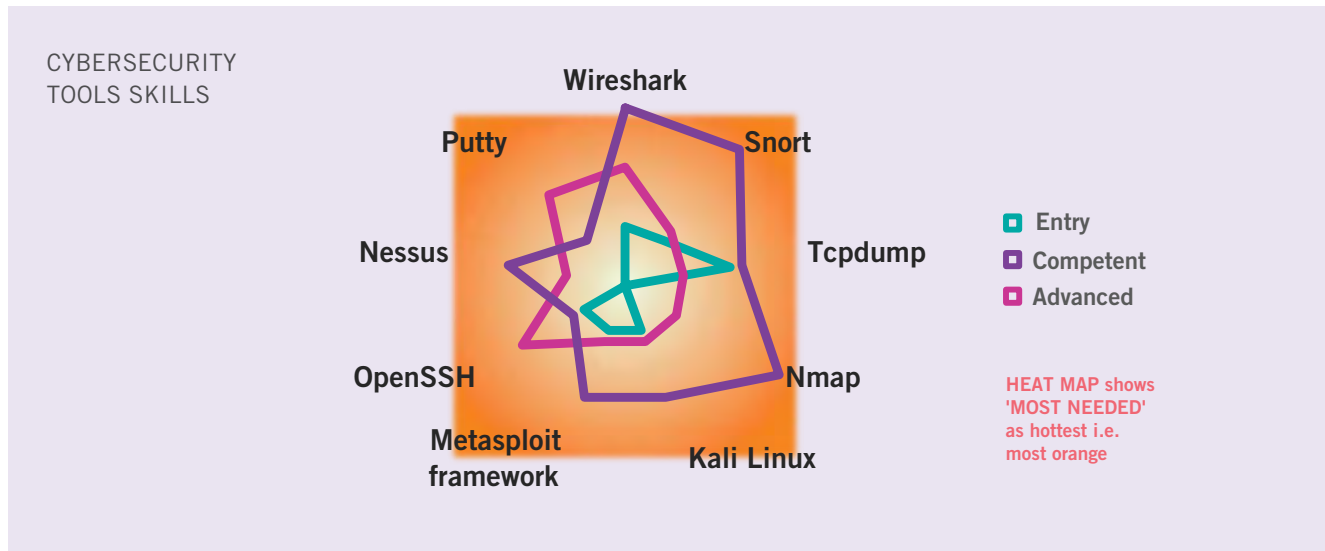 CYBERSECURITY
TOOLS SKILLS
Wireshark
Putty
Snort
Nessus
Tcpdump
OpenSSH
Nmap
Metasploit
framework
Kali Linux
Entry
Competent
Advanced
HEAT MAP shows
'MOST NEEDED'
as hottest i.e.
most orange